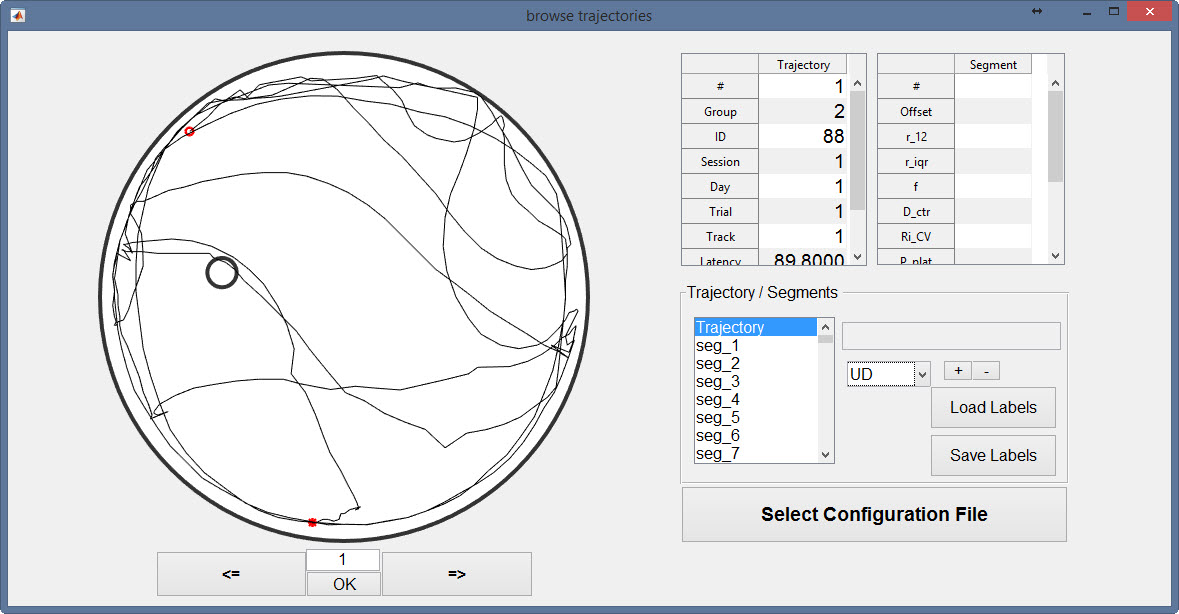 browse trajectories
Trajectory
# 1
Group 2
ID 88
Session 1
Day 1
Trial 1
Track 1
Latency 89.8000
Segment
#
Offset
r_12
r_iqr
f
D_ctr
Ri_CV
P_plat
Trajectory / Segments
Trajectory
seg_1
seg_2
seg_3
seg_4
seg_5
seg_6
seg_7
UD
+ -
Load Labels
Save Labels
Select Configuration File
<= 1 =>
OK